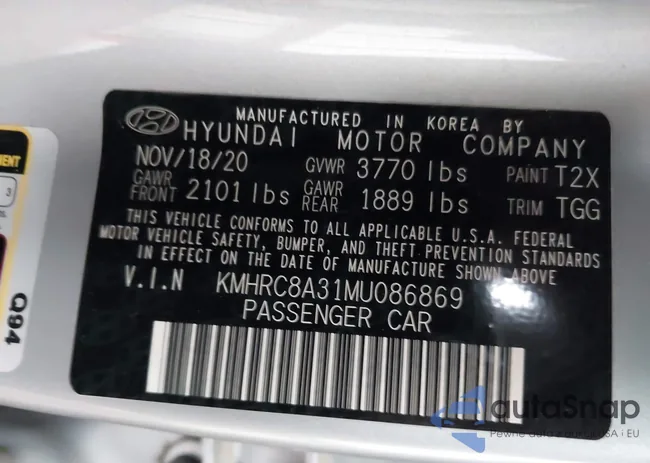 MANUFACTURED IN KOREA BY
HYUNDAI MOTOR COMPANY
NOV/18/20 GVWR 3770 lbs PAINT T2X
GAWR FRONT 2101 lbs GAWR REAR 1889 lbs TRIM TGG
THIS VEHICLE CONFORMS TO ALL APPLICABLE U.S.A. FEDERAL
MOTOR VEHICLE SAFETY, BUMPER, AND THEFT PREVENTION STANDARDS
IN EFFECT ON THE DATE OF MANUFACTURE SHOWN ABOVE.
V.I.N KMHRC8A31MU086869
PASSENGER CAR
3
Q94
autaSnap